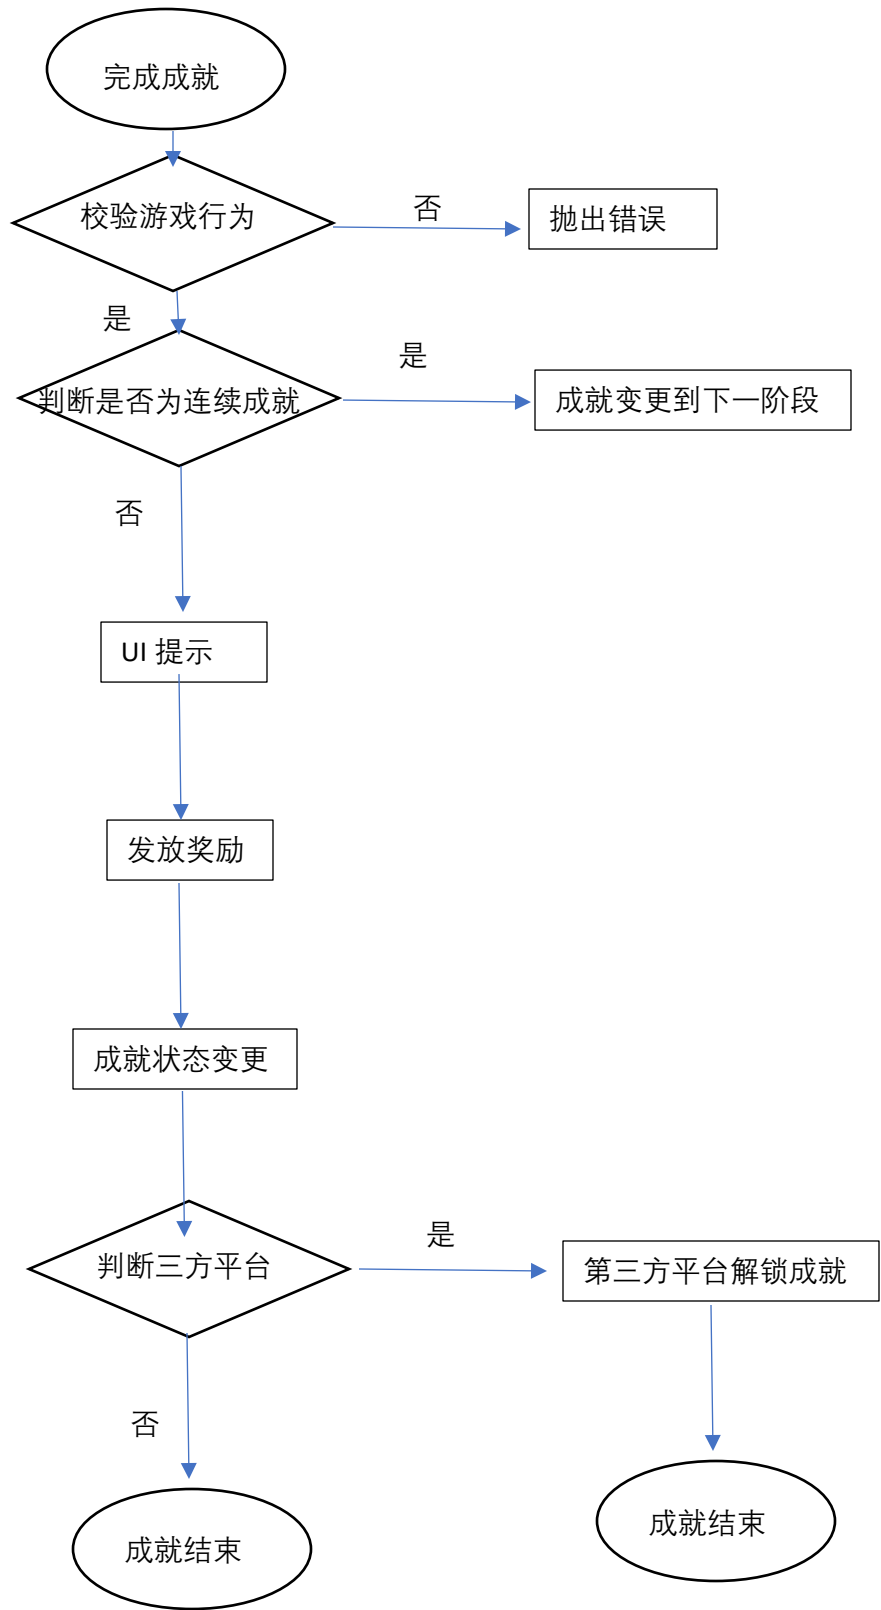 完成成就
校验游戏行为
否
抛出错误
是
是
判断是否为连续成就
成就变更到下一阶段
否
UI 提示
发放奖励
成就状态变更
是
判断三方平台
第三方平台解锁成就
否
成就结束
成就结束